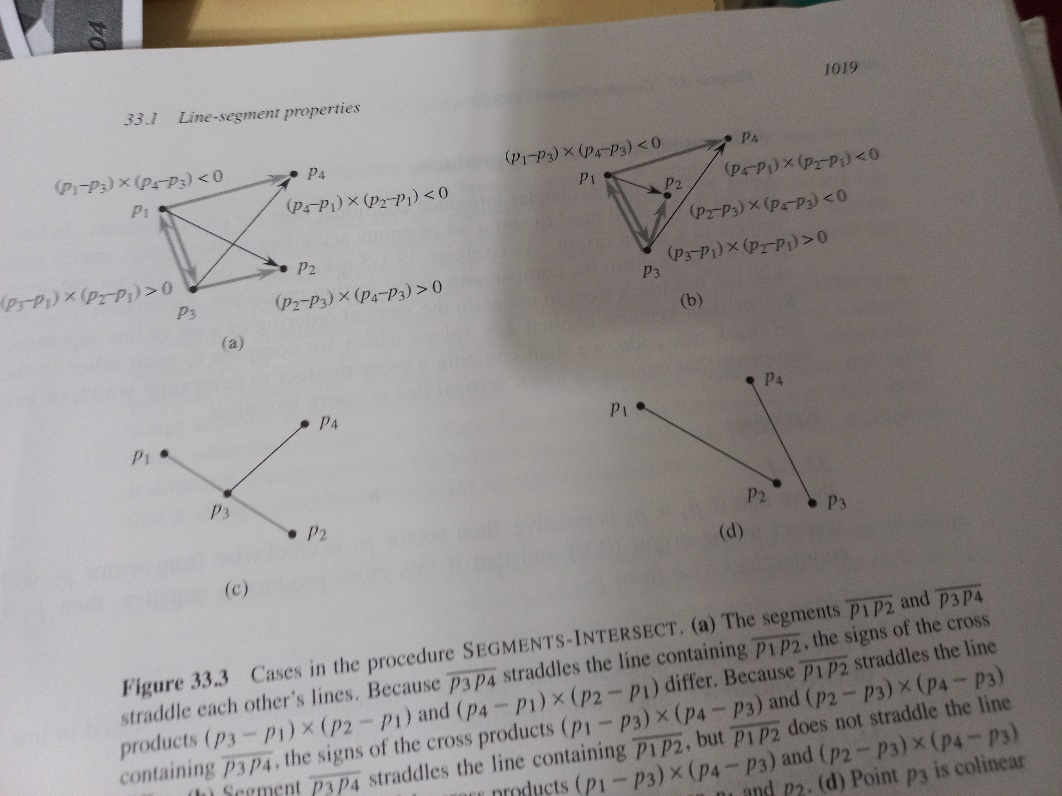 04
1019
33.1 Line-segment properties
(p₁−p₃) × (p₄−p₃) < 0
p₄
p₁
(p₄−p₁) × (p₂−p₁) < 0
p₂
(p₃−p₁) × (p₂−p₁) > 0
(p₂−p₃) × (p₄−p₃) > 0
p₃
(a)
(p₁−p₃) × (p₄−p₃) < 0
p₄
p₁
(p₄−p₁) × (p₂−p₁) < 0
p₂
(p₂−p₃) × (p₄−p₃) < 0
(p₃−p₁) × (p₂−p₁) > 0
p₃
(b)
p₄
p₁
p₃
p₂
(c)
p₄
p₁
p₂
p₃
(d)
Figure 33.3 Cases in the procedure SEGMENTS-INTERSECT. (a) The segments p₁p₂ and p₃p₄
straddle each other's lines. Because p₃p₄ straddles the line containing p₁p₂, the signs of the cross
products (p₃ − p₁) × (p₂ − p₁) and (p₄ − p₁) × (p₂ − p₁) differ. Because p₁p₂ straddles the line
containing p₃p₄, the signs of the cross products (p₁ − p₃) × (p₄ − p₃) and (p₂ − p₃) × (p₄ − p₃)
(b) Segment p₃p₄ straddles the line containing p₁p₂, but p₁p₂ does not straddle the line
products (p₁ − p₃) × (p₄ − p₃) and (p₂ − p₃) × (p₄ − p₃)
and p₂. (d) Point p₃ is colinear